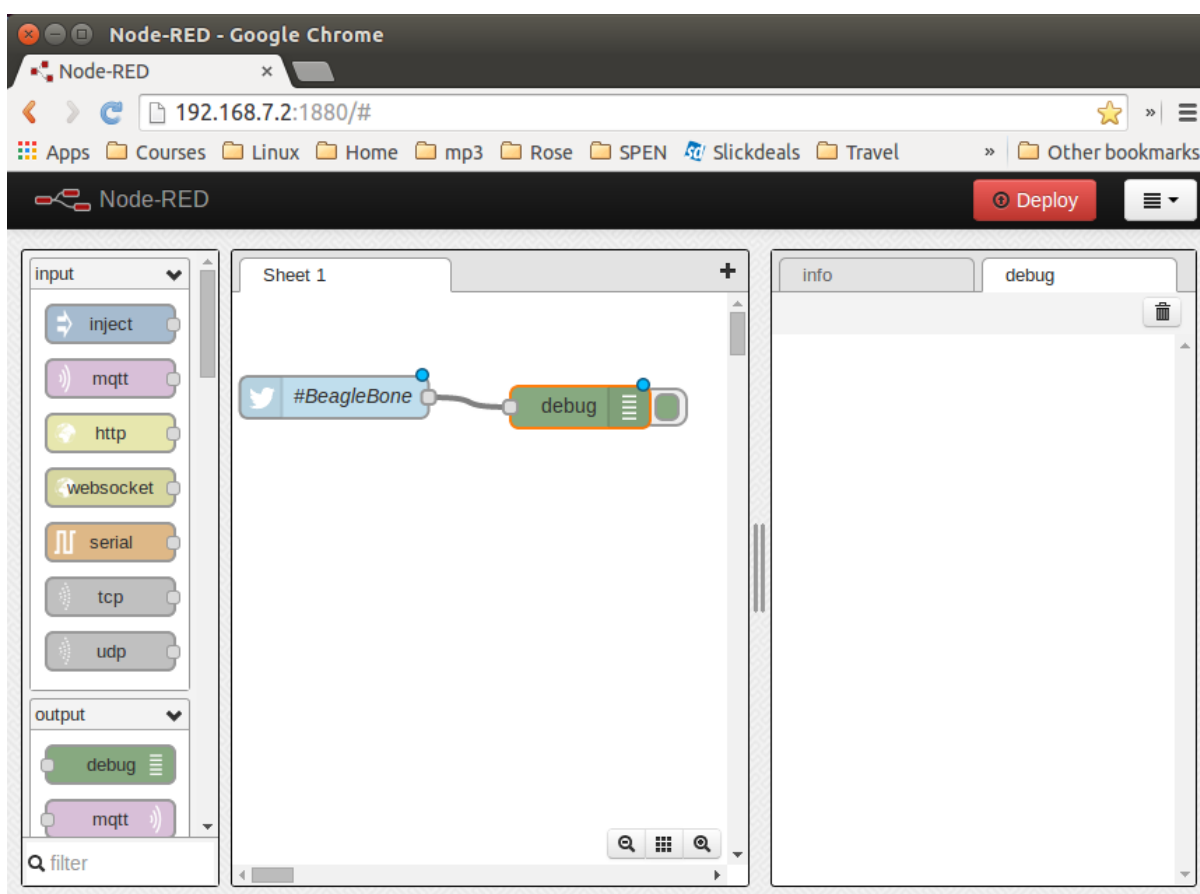 Node-RED - Google Chrome
Node-RED ×
192.168.7.2:1880/#
»
Apps Courses Linux Home mp3 Rose SPEN Slickdeals Travel » Other bookmarks
Node-RED Deploy
input
inject
mqtt
http
websocket
serial
tcp
udp
output
debug
mqtt
filter
Sheet 1 +
#BeagleBone
debug
info debug